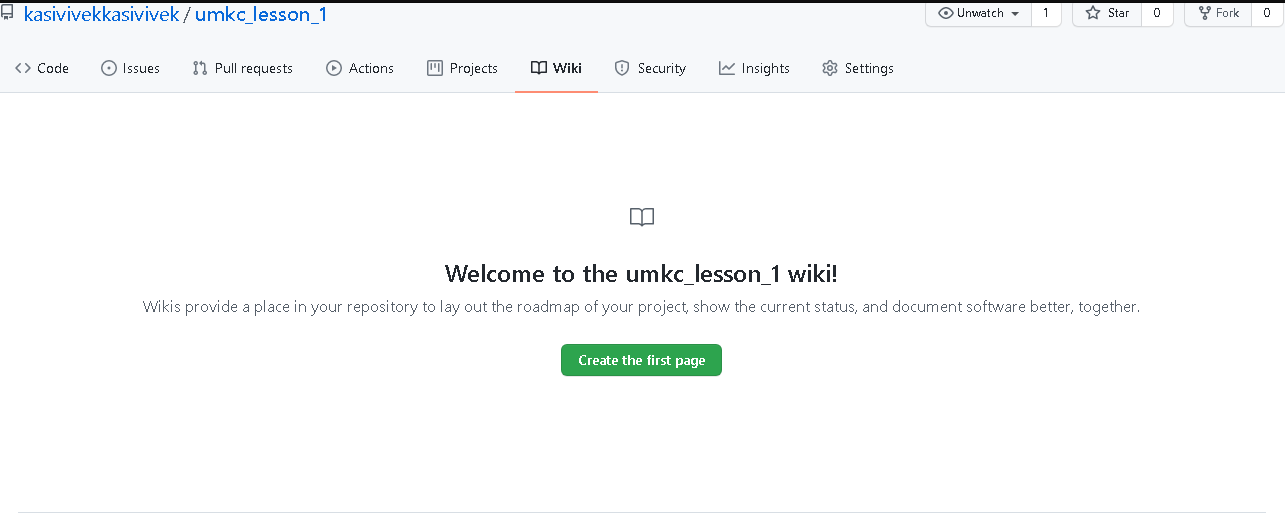 kasivivekkasivivek / umkc_lesson_1 Unwatch 1 Star 0 Fork 0
Code Issues Pull requests Actions Projects Wiki Security Insights Settings
Welcome to the umkc_lesson_1 wiki!
Wikis provide a place in your repository to lay out the roadmap of your project, show the current status, and document software better, together.
Create the first page